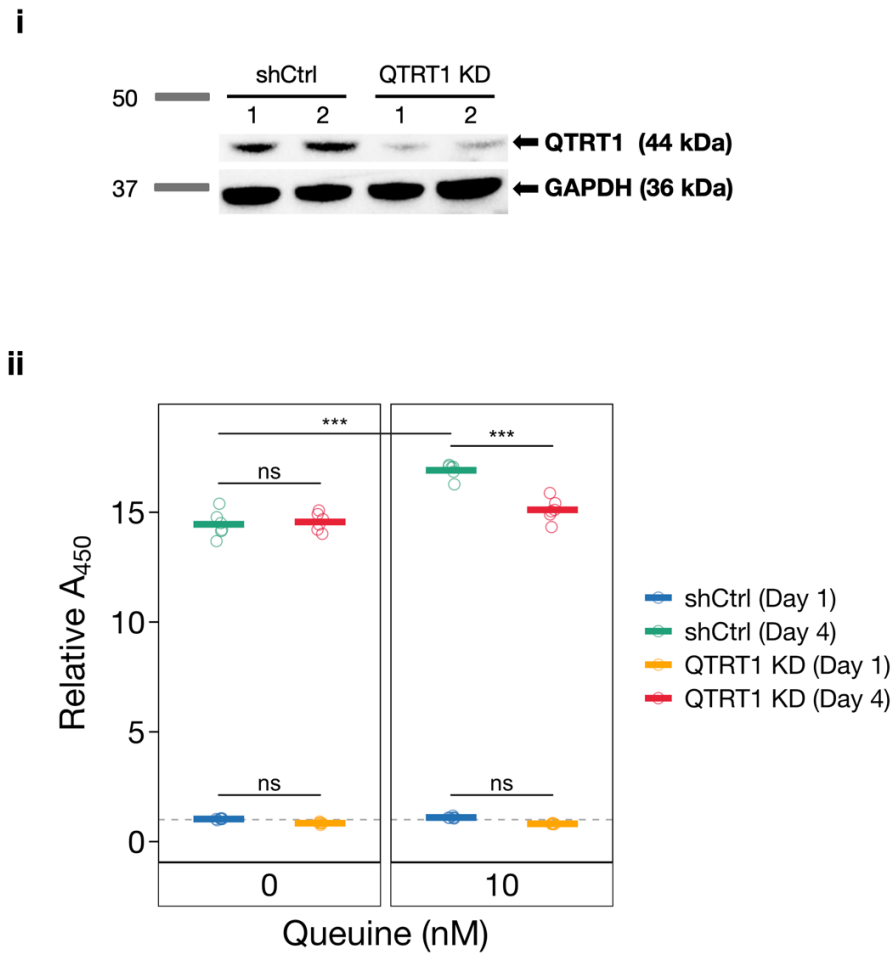 i
shCtrl QTRT1 KD
50
1 2 1 2
QTRT1 (44 kDa)
37
GAPDH (36 kDa)
ii
***
***
ns
15
Relative A450
10
shCtrl (Day 1)
shCtrl (Day 4)
QTRT1 KD (Day 1)
QTRT1 KD (Day 4)
5
ns ns
0
0 10
Queuine (nM)